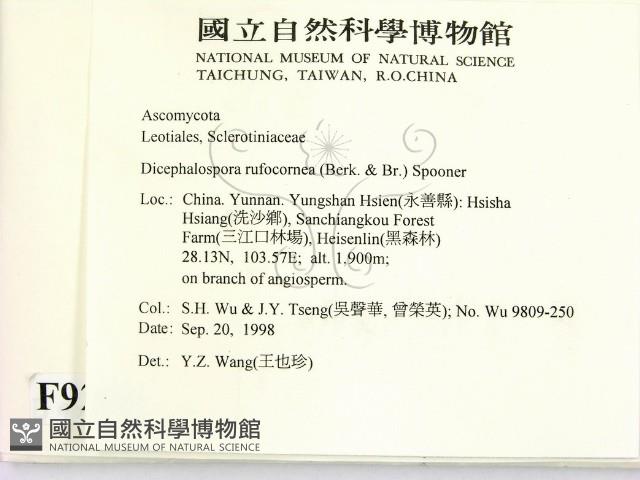 國立自然科學博物館
NATIONAL MUSEUM OF NATURAL SCIENCE
TAICHUNG, TAIWAN, R.O.CHINA
Ascomycota
Leotiales, Sclerotiniaceae
Dicephalospora rufocornea (Berk. & Br.) Spooner
Loc.: China. Yunnan. Yungshan Hsien(永善縣): Hsisha
Hsiang(洗沙鄉), Sanchiangkou Forest
Farm(三江口林場), Heisenlin(黑森林)
28.13N, 103.57E; alt. 1,900m;
on branch of angiosperm.
Col.: S.H. Wu & J.Y. Tseng(吳聲華, 曾榮英); No. Wu 9809-250
Date: Sep. 20, 1998
Det.: Y.Z. Wang(王也珍)
國立自然科學博物館
NATIONAL MUSEUM OF NATURAL SCIENCE